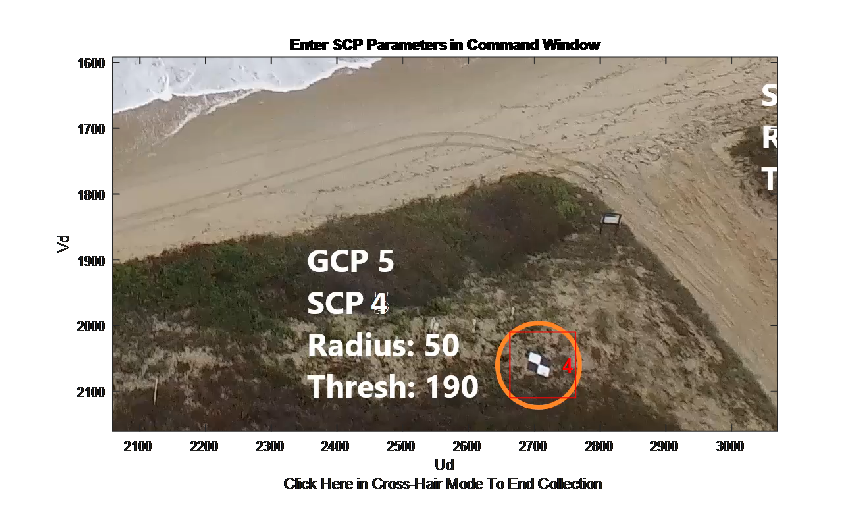 Enter SCP Parameters in Command Window
1600
1700
1800
1900
2000
2100
Vd
S
R
T
GCP 5
SCP 4
Radius: 50
Thresh: 190
4
2100 2200 2300 2400 2500 2600 2700 2800 2900 3000
Ud
Click Here in Cross-Hair Mode To End Collection